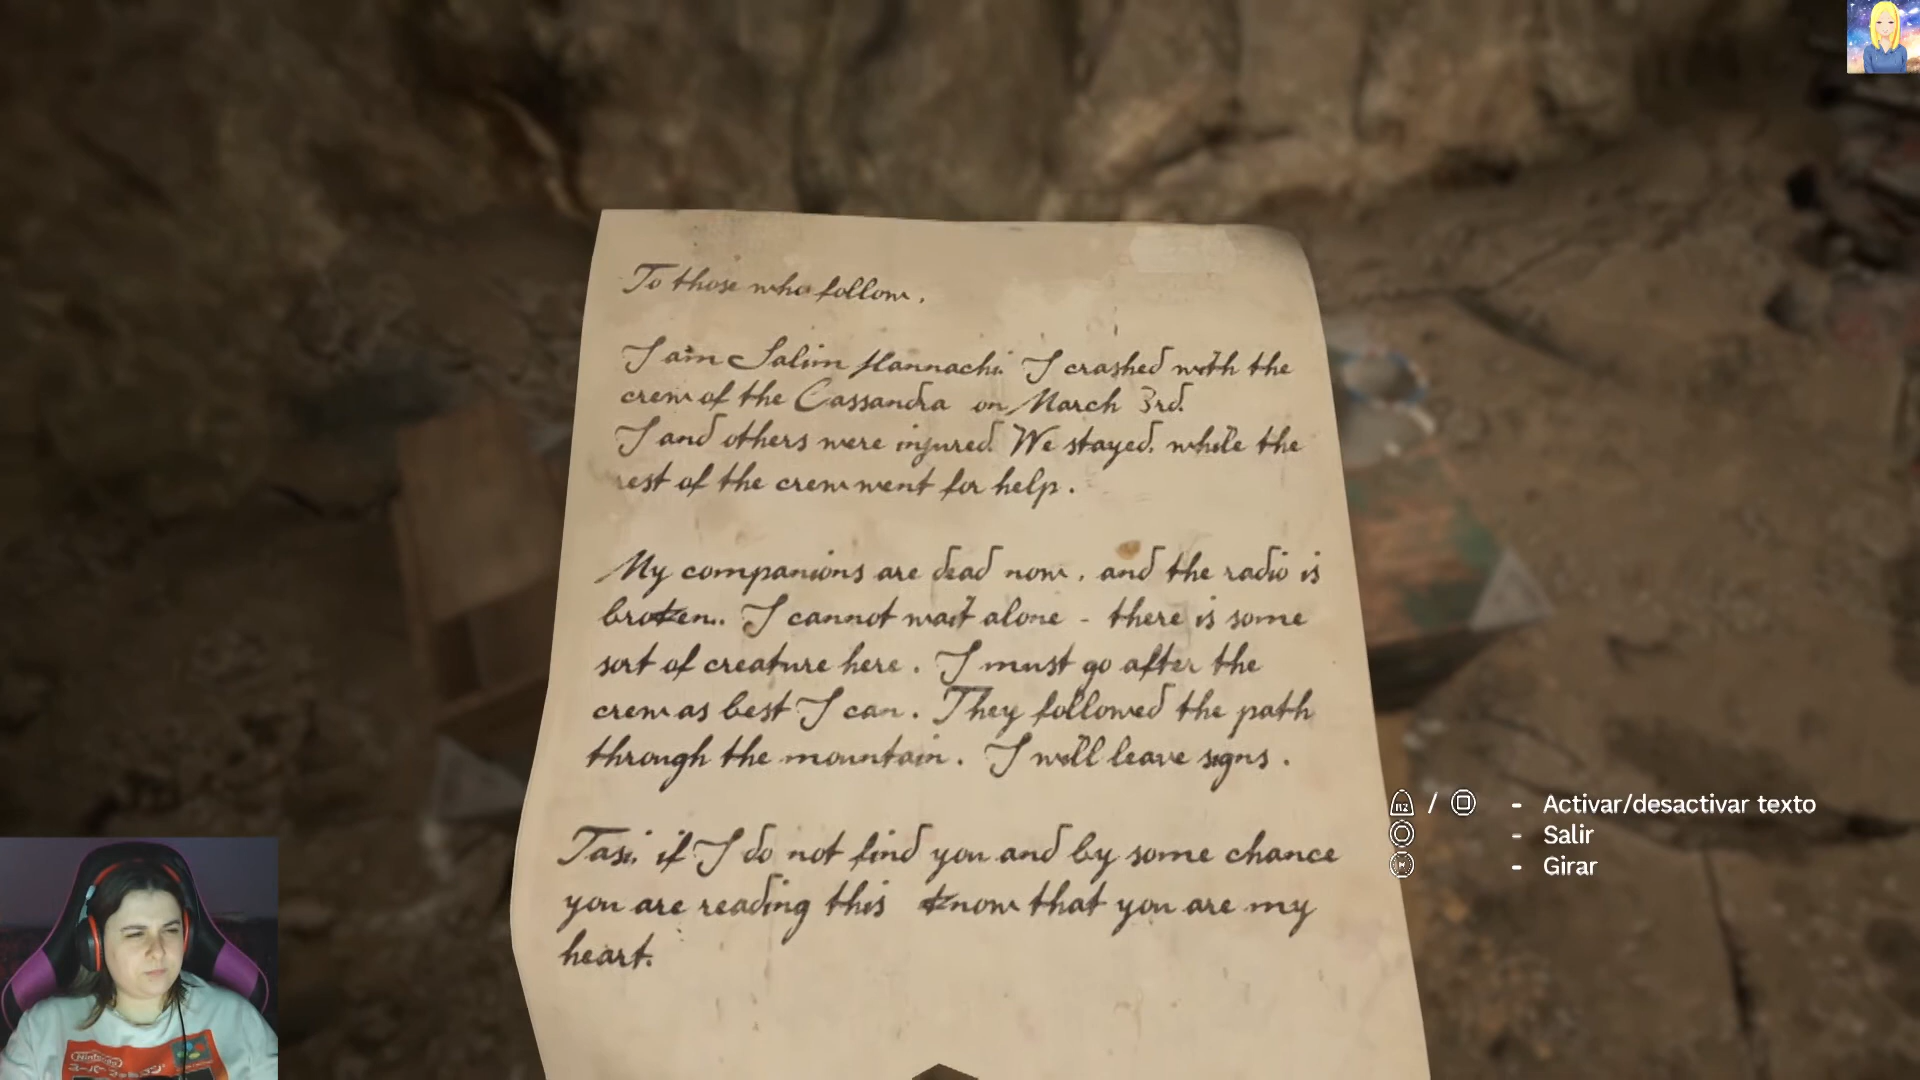 To those who follow,
I am Salim Hannachi. I crashed with the
crew of the Cassandra on March 3rd.
I and others were injured. We stayed, while the
rest of the crew went for help.
My companions are dead now, and the radio is
broken.. I cannot wait alone - there is some
sort of creature here. I must go after the
crew as best I can. They followed the path
through the mountain. I will leave signs.
Tasi, if I do not find you and by some chance
you are reading this know that you are my
heart.
R2 / - Activar/desactivar texto
- Salir
- Girar
Nintendo